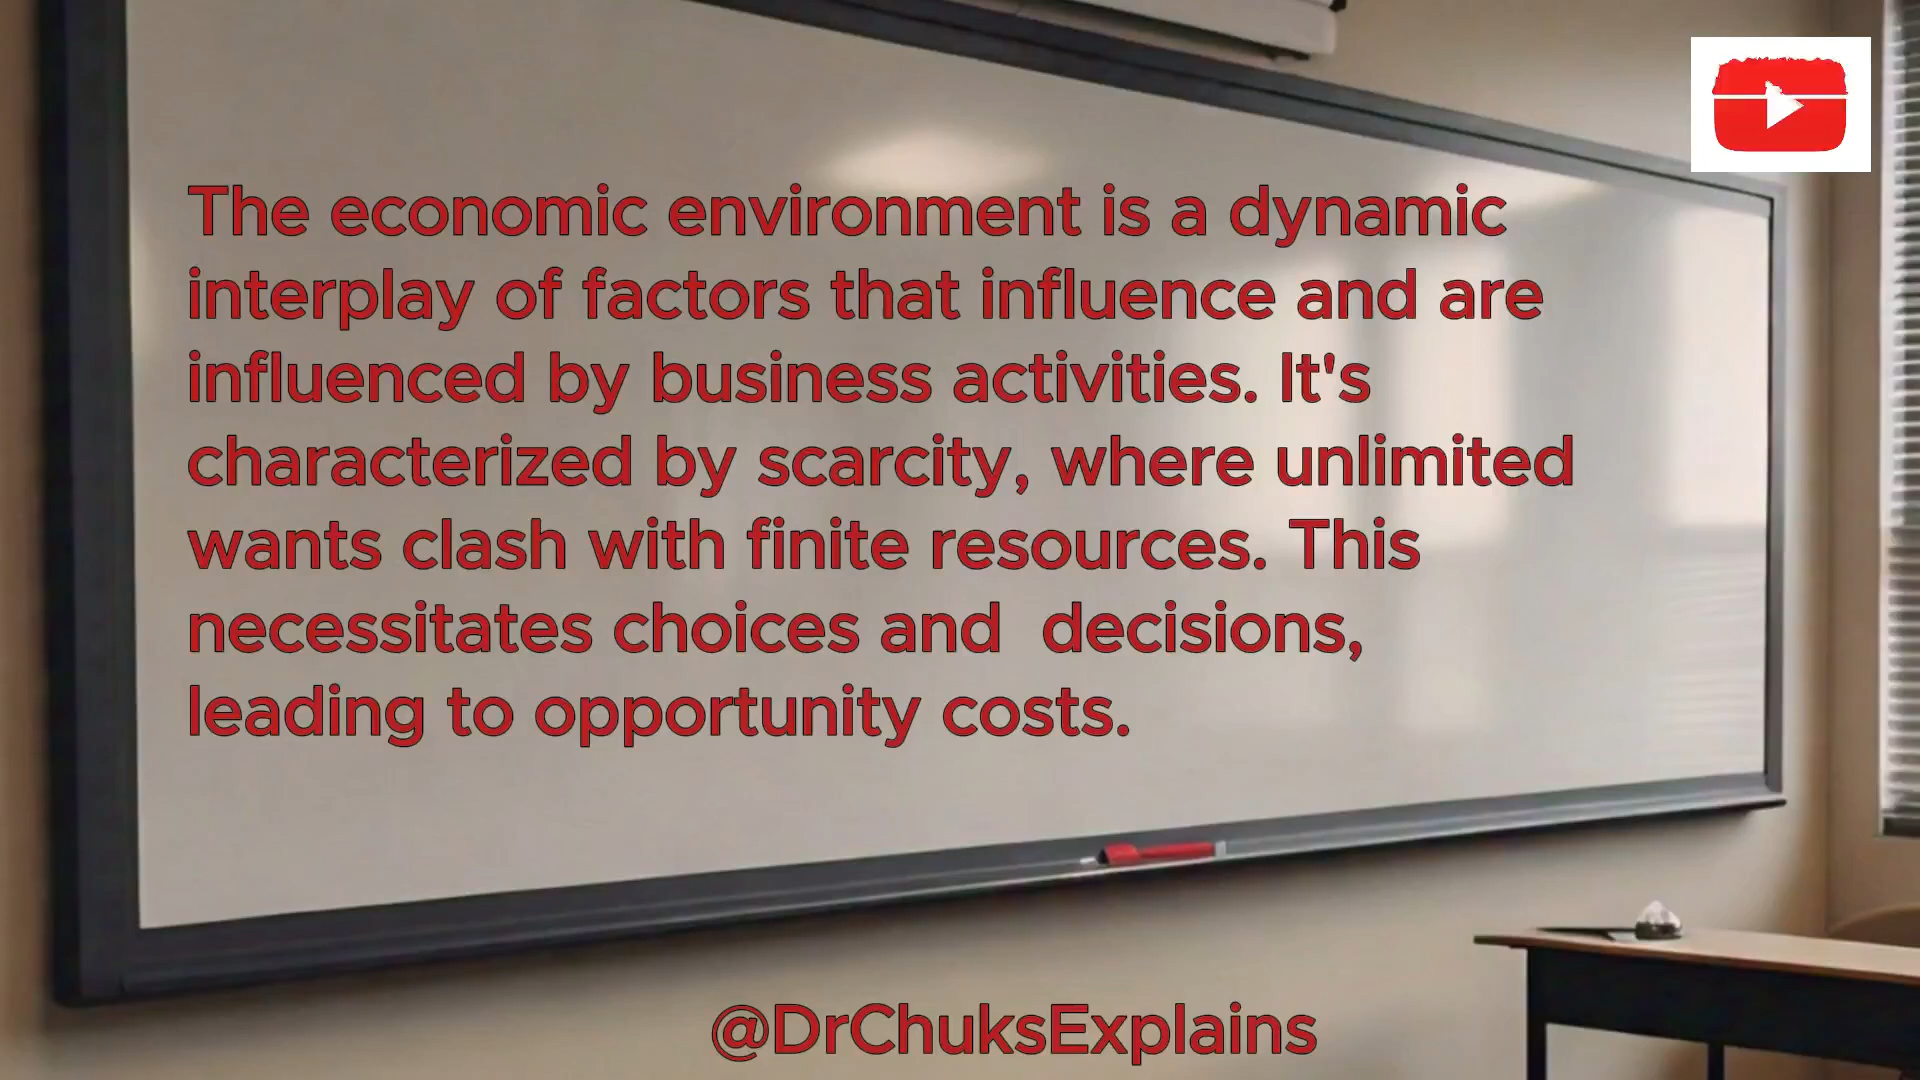 The economic environment is a dynamic
interplay of factors that influence and are
influenced by business activities. It's
characterized by scarcity, where unlimited
wants clash with finite resources. This
necessitates choices and  decisions,
leading to opportunity costs.
@DrChuksExplains